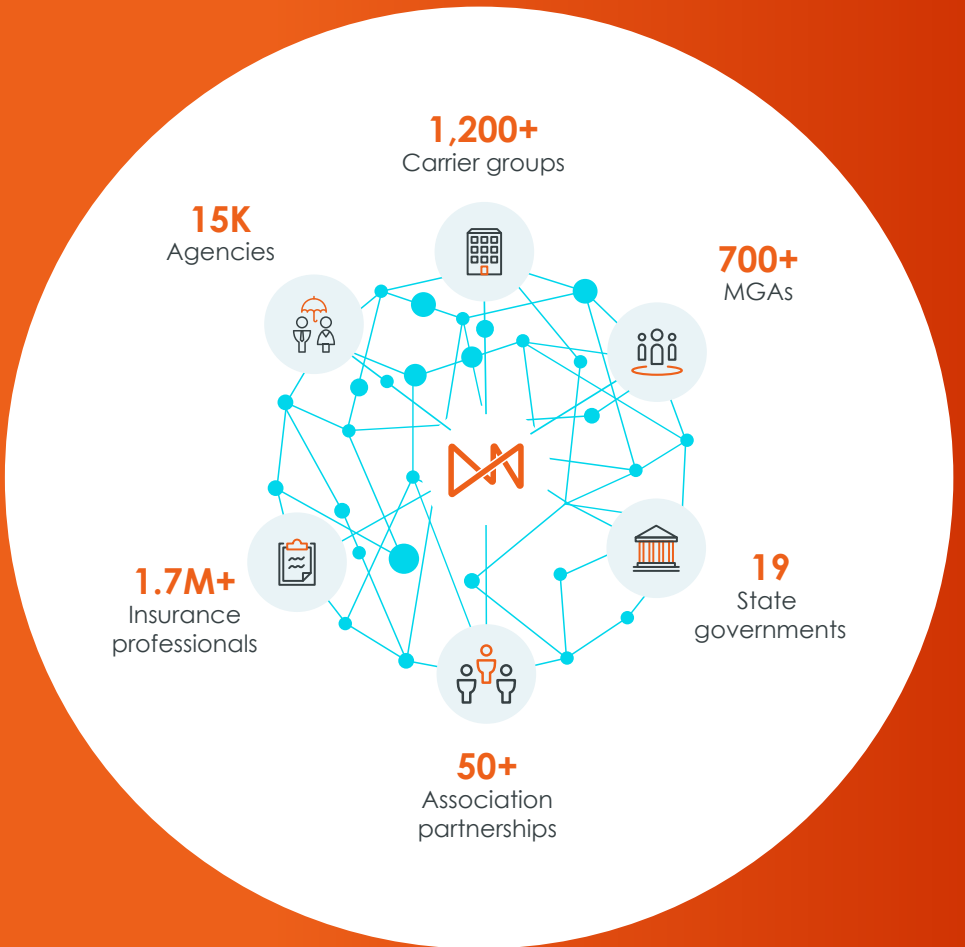 1,200+
Carrier groups
15K
Agencies
700+
MGAs
1.7M+
Insurance
professionals
19
State
governments
50+
Association
partnerships